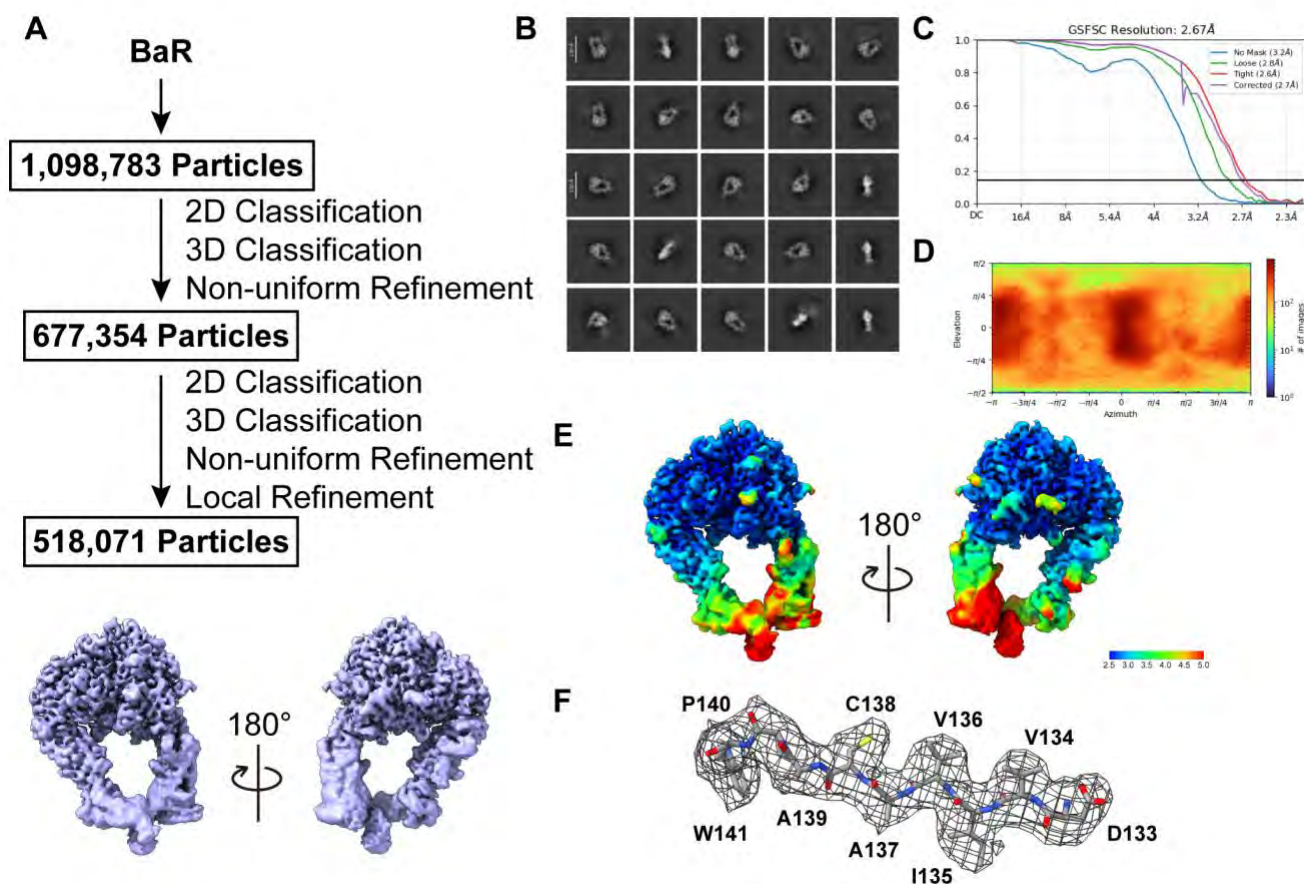 A
BaR
1,098,783 Particles
2D Classification
3D Classification
Non-uniform Refinement
677,354 Particles
2D Classification
3D Classification
Non-uniform Refinement
Local Refinement
518,071 Particles
180°
B
C
GSFSC Resolution: 2.67Å
1.0
0.8
0.6
0.4
0.2
0.0
No Mask (3.2Å)
Loose (2.8Å)
Tight (2.6Å)
Corrected (2.7Å)
DC 16Å 8Å 5.4Å 4Å 3.2Å 2.7Å 2.3Å
D
π/2
π/4
0
−π/4
−π/2
Elevation
−π −3π/4 −π/2 −π/4 0 π/4 π/2 3π/4 π
Azimuth
10²
10¹
10⁰
# of images
E
180°
2.5 3.0 3.5 4.0 4.5 5.0
F
P140
C138
V136
V134
W141
A139
A137
I135
D133